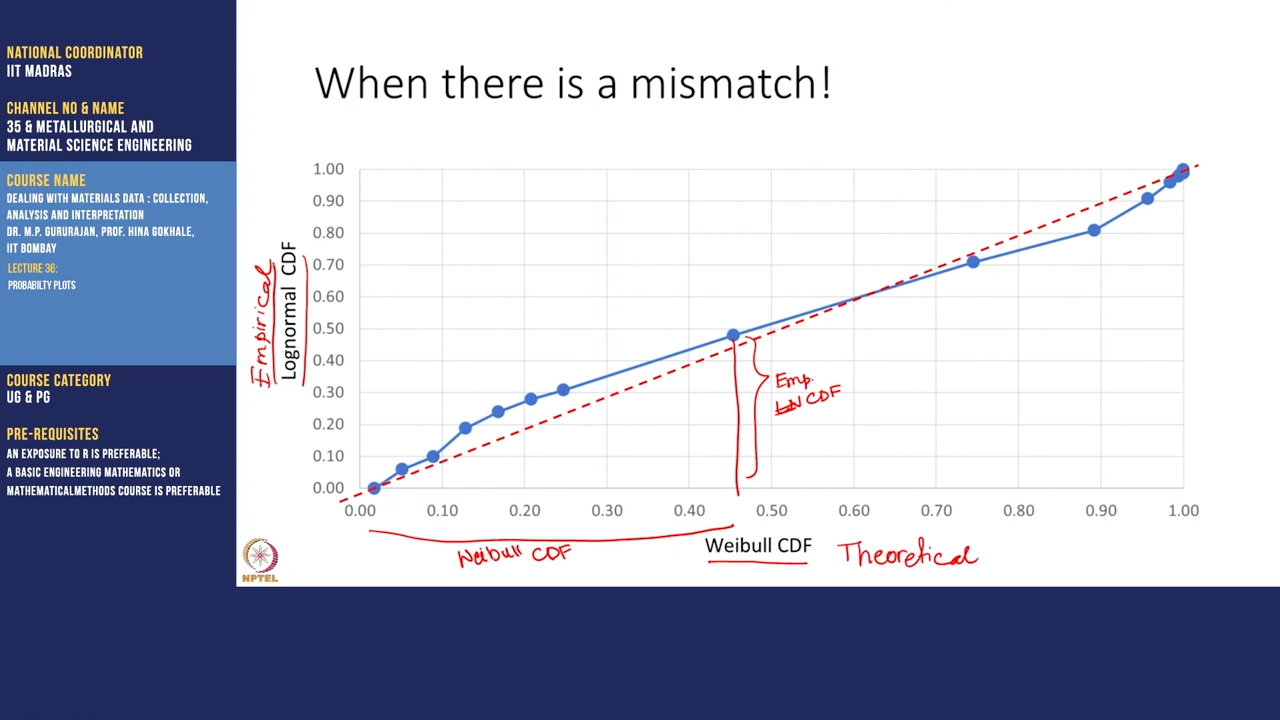 NATIONAL COORDINATOR
IIT MADRAS
CHANNEL NO & NAME
35 & METALLURGICAL AND
MATERIAL SCIENCE ENGINEERING
COURSE NAME
DEALING WITH MATERIALS DATA : COLLECTION,
ANALYSIS AND INTERPRETATION
DR. M.P. GURURAJAN, PROF. HINA GOKHALE,
IIT BOMBAY
LECTURE 36:
PROBABILTY PLOTS
COURSE CATEGORY
UG & PG
PRE-REQUISITES
AN EXPOSURE TO R IS PREFERABLE;
A BASIC ENGINEERING MATHEMATICS OR
MATHEMATICALMETHODS COURSE IS PREFERABLE
When there is a mismatch!
1.00
0.90
0.80
0.70
0.60
0.50
0.40
0.30
0.20
0.10
0.00
Empirical
Lognormal CDF
Emp.
LN CDF
0.00 0.10 0.20 0.30 0.40 0.50 0.60 0.70 0.80 0.90 1.00
Weibull CDF
Weibull CDF Theoretical
NPTEL